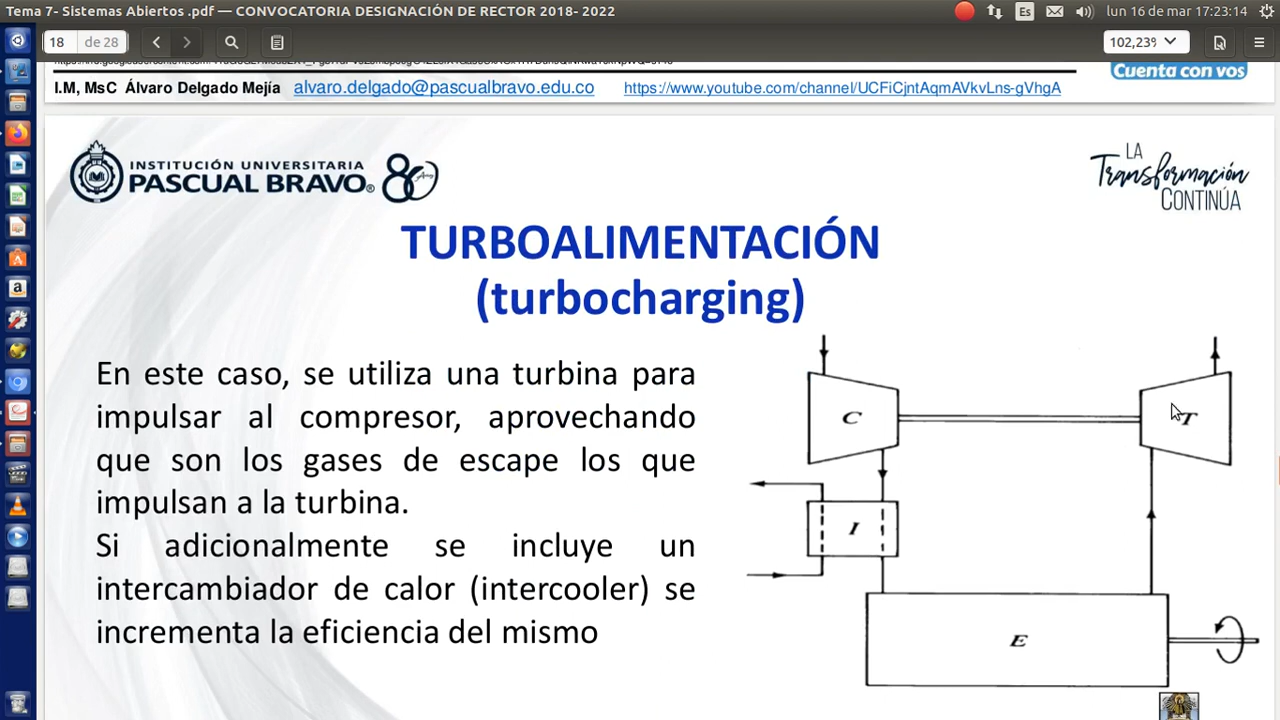 Tema 7- Sistemas Abiertos .pdf — CONVOCATORIA DESIGNACIÓN DE RECTOR 2018- 2022
Es
lun 16 de mar 17:23:14
18 de 28
102,23%
I.M, MsC Álvaro Delgado Mejía alvaro.delgado@pascualbravo.edu.co https://www.youtube.com/channel/UCFiCjntAqmAVkvLns-gVhgA
Cuenta con vos
INSTITUCIÓN UNIVERSITARIA
PASCUAL BRAVO® 80 Años
LA
Transformación
CONTINÚA
TURBOALIMENTACIÓN
(turbocharging)
En este caso, se utiliza una turbina para
impulsar al compresor, aprovechando
que son los gases de escape los que
impulsan a la turbina.
Si adicionalmente se incluye un
intercambiador de calor (intercooler) se
incrementa la eficiencia del mismo
C
T
I
E